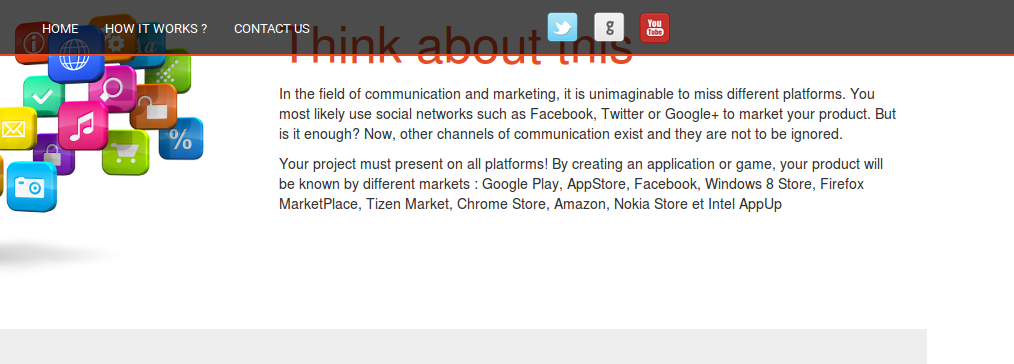 HOME HOW IT WORKS ? CONTACT US g You Tube
Think about this
In the field of communication and marketing, it is unimaginable to miss different platforms. You
most likely use social networks such as Facebook, Twitter or Google+ to market your product. But
is it enough? Now, other channels of communication exist and they are not to be ignored.
Your project must present on all platforms! By creating an application or game, your product will
be known by different markets : Google Play, AppStore, Facebook, Windows 8 Store, Firefox
MarketPlace, Tizen Market, Chrome Store, Amazon, Nokia Store et Intel AppUp
a
%